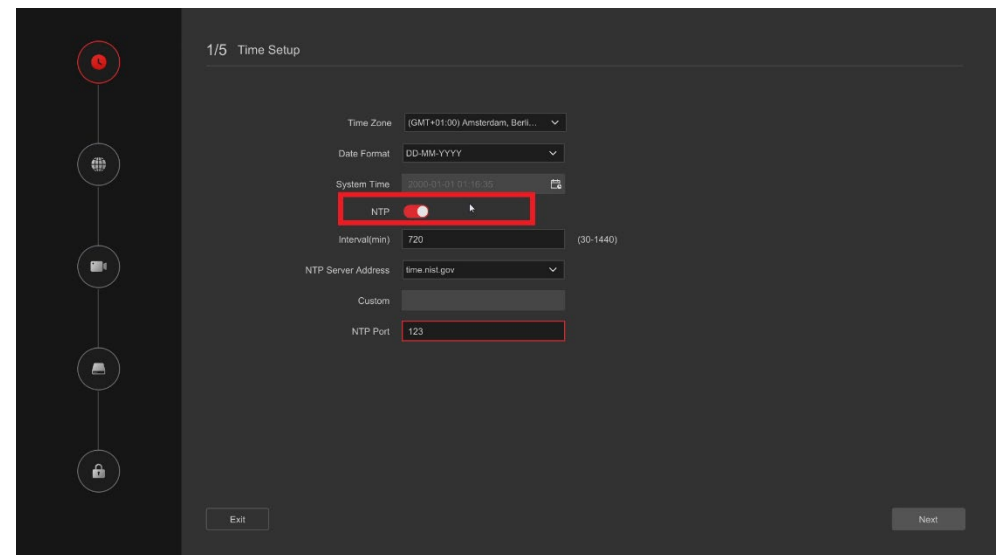 1/5 Time Setup
Time Zone (GMT+01:00) Amsterdam, Berli...
Date Format DD-MM-YYYY
System Time 2000-01-01 01:16:35
NTP
Interval(min) 720 (30-1440)
NTP Server Address time.nist.gov
Custom
NTP Port 123
Exit Next